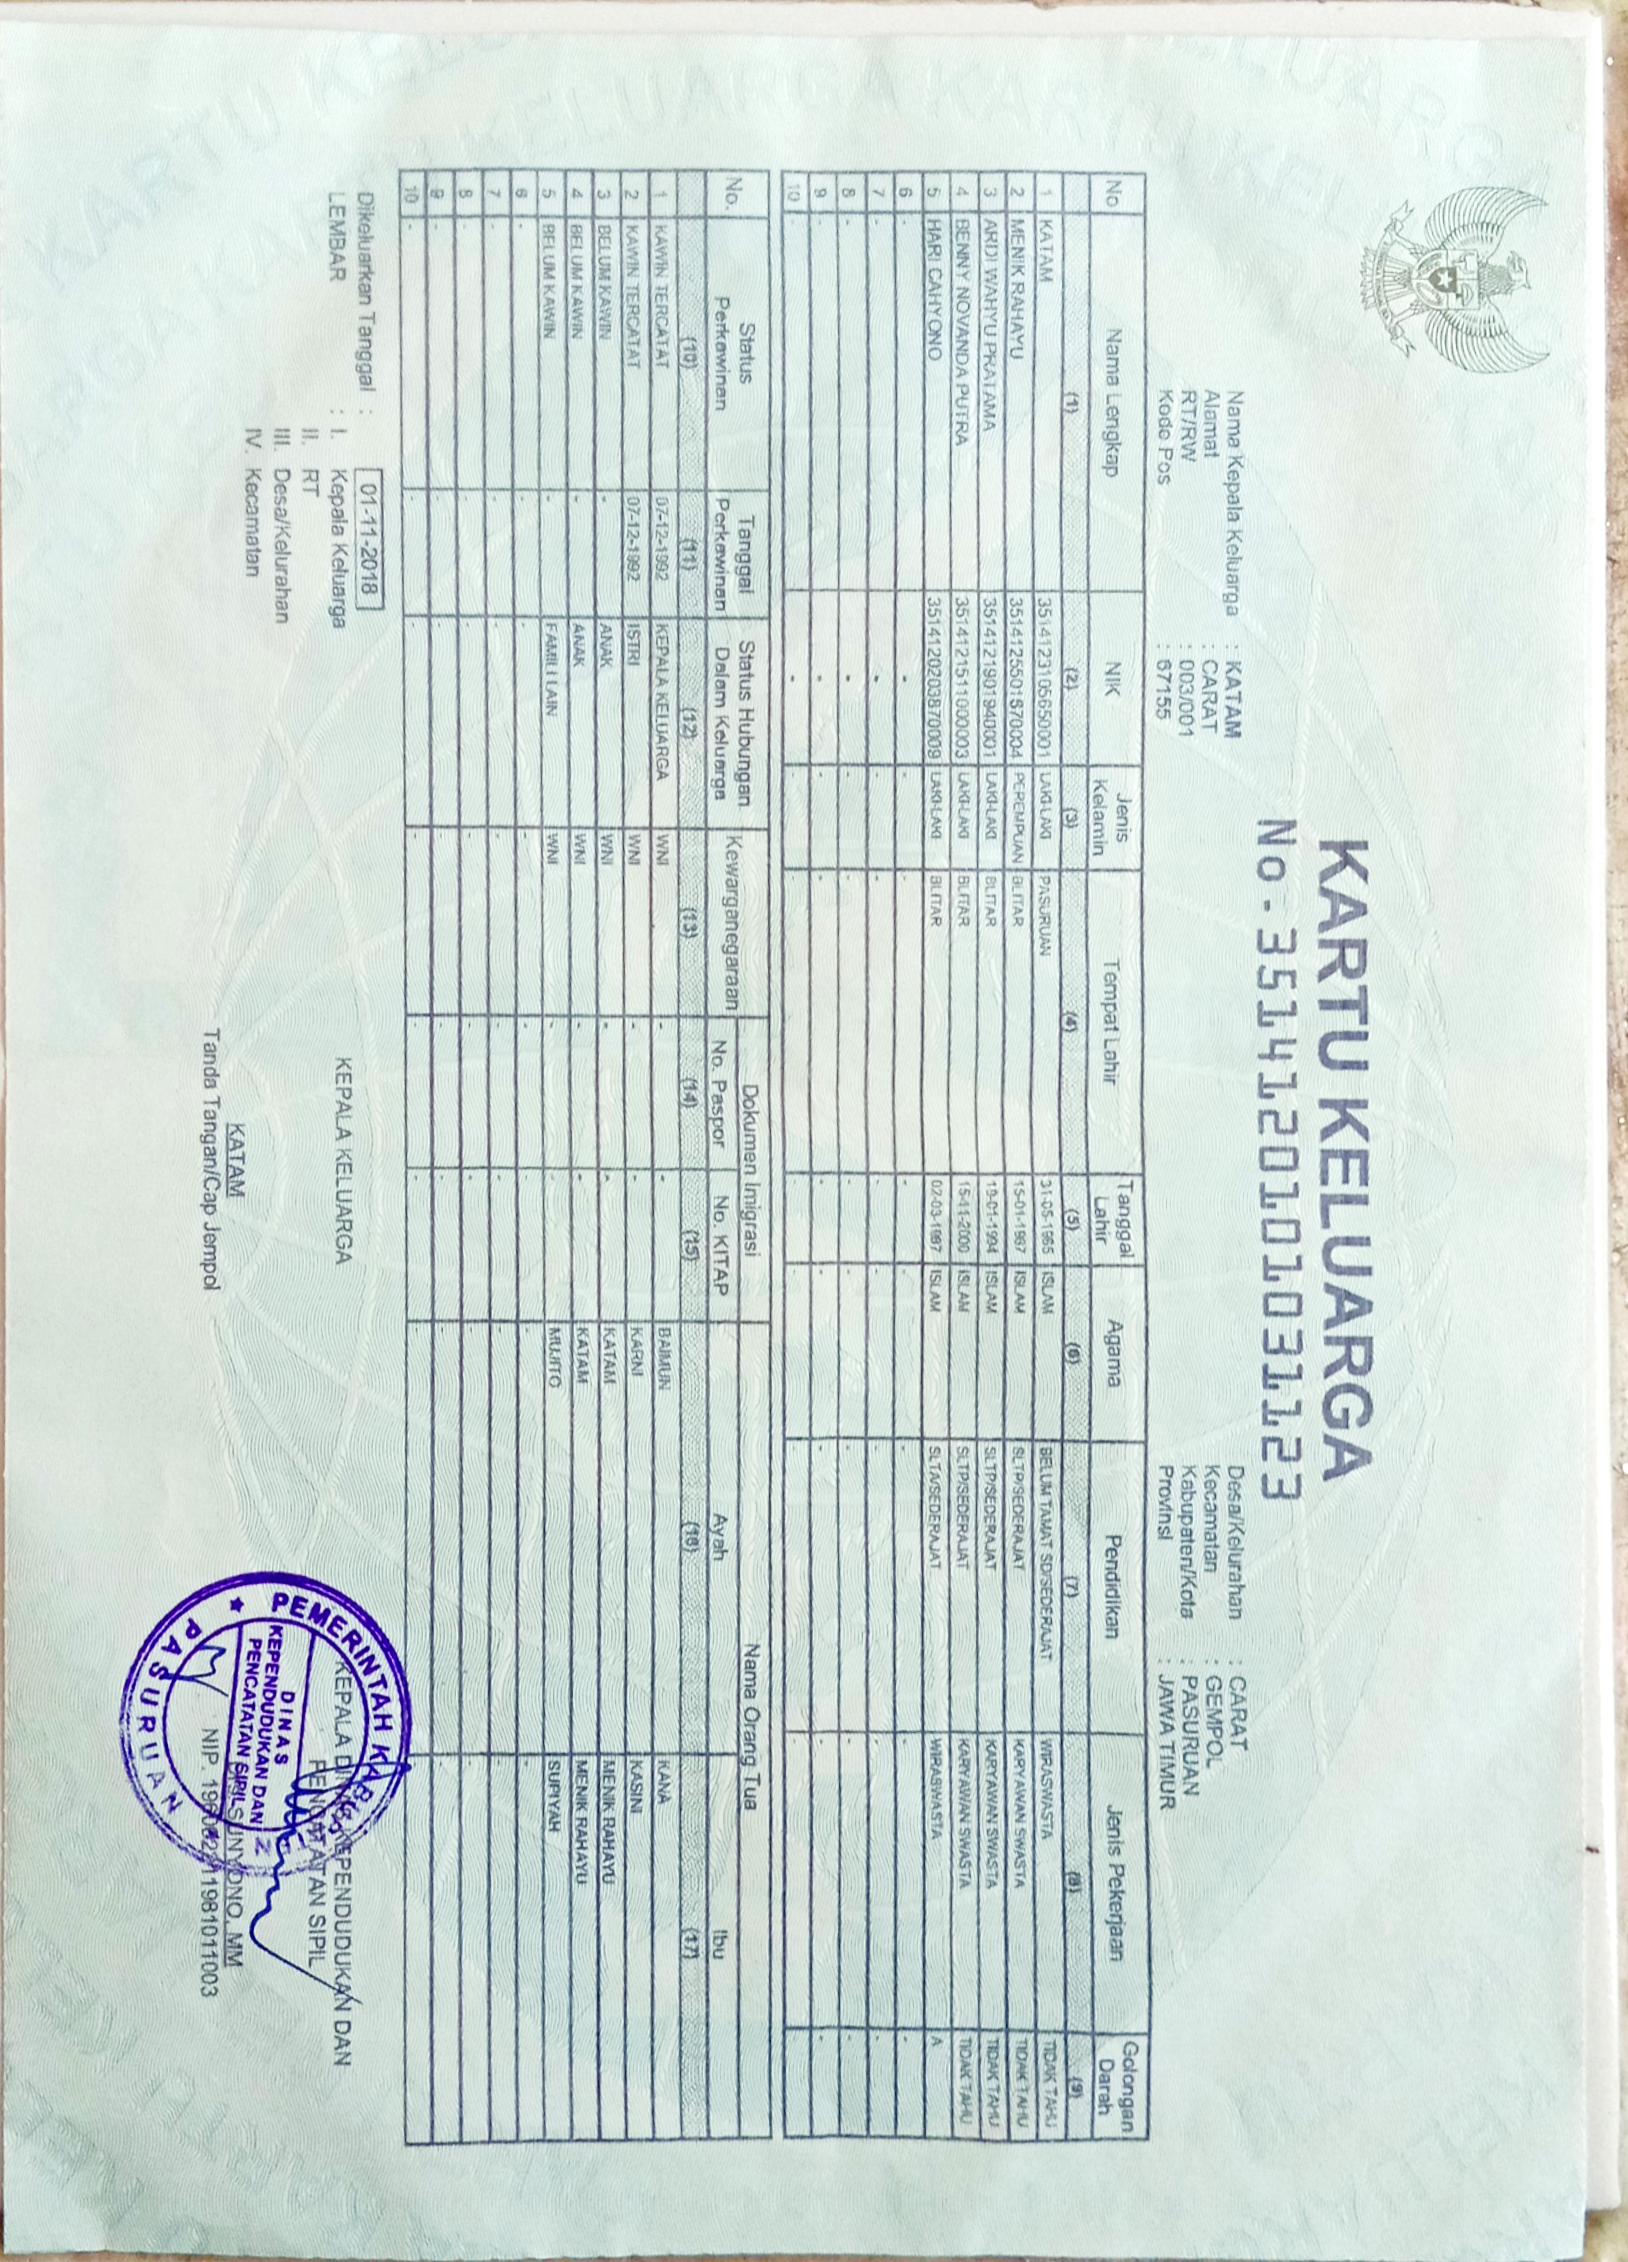 KARTU KELUARGA
No. 3514120101031123
Nama Kepala Keluarga : KATAM
Alamat : CARAT
RT/RW : 003/001
Kode Pos : 67155
Desa/Kelurahan : CARAT
Kecamatan : GEMPOL
Kabupaten/Kota : PASURUAN
Provinsi : JAWA TIMUR
No Nama Lengkap NIK Jenis Kelamin Tempat Lahir Tanggal Lahir Agama Pendidikan Jenis Pekerjaan Golongan Darah
(1) (2) (3) (4) (5) (6) (7) (8) (9)
1 KATAM 3514123105650001 LAKI-LAKI PASURUAN 31-05-1965 ISLAM BELUM TAMAT SD/SEDERAJAT WIRASWASTA TIDAK TAHU
2 MENIK RAHAYU 3514125501670004 PEREMPUAN BLITAR 15-01-1967 ISLAM SLTP/SEDERAJAT KARYAWAN SWASTA TIDAK TAHU
3 ARDI WAHYU PRATAMA 3514121901940001 LAKI-LAKI BLITAR 19-01-1994 ISLAM SLTP/SEDERAJAT KARYAWAN SWASTA TIDAK TAHU
4 BENNY NOVANDA PUTRA 3514121511000003 LAKI-LAKI BLITAR 15-11-2000 ISLAM SLTP/SEDERAJAT KARYAWAN SWASTA TIDAK TAHU
5 HARI CAHYONO 3514120203870009 LAKI-LAKI BLITAR 02-03-1987 ISLAM SLTA/SEDERAJAT WIRASWASTA A
6 - - - - - - - - -
7 - - - - - - - - -
8 - - - - - - - - -
9 - - - - - - - - -
10 - - - - - - - - -
No. Status Perkawinan Tanggal Perkawinan Status Hubungan Dalam Keluarga Kewarganegaraan Dokumen Imigrasi Nama Orang Tua
No. Paspor No. KITAP Ayah Ibu
(10) (11) (12) (13) (14) (15) (16) (17)
1 KAWIN TERCATAT 07-12-1992 KEPALA KELUARGA WNI - - BAIMUN KANA
2 KAWIN TERCATAT 07-12-1992 ISTRI WNI - - KARNI KASINI
3 BELUM KAWIN - ANAK WNI - - KATAM MENIK RAHAYU
4 BELUM KAWIN - ANAK WNI - - KATAM MENIK RAHAYU
5 BELUM KAWIN - FAMILI LAIN WNI - - MUJITO SUPIYAH
6 - - - - - - - -
7 - - - - - - - -
8 - - - - - - - -
9 - - - - - - - -
10 - - - - - - - -
Dikeluarkan Tanggal : 01-11-2018
LEMBAR : I. Kepala Keluarga
II. RT
III. Desa/Kelurahan
IV. Kecamatan
KEPALA KELUARGA
KATAM
Tanda Tangan/Cap Jempol
KEPALA DINAS KEPENDUDUKAN DAN
PENCATATAN SIPIL
SUNYONO, MM
NIP.
PEMERINTAH KABUPATEN
DINAS
KEPENDUDUKAN DAN
PENCATATAN SIPIL
PASURUAN